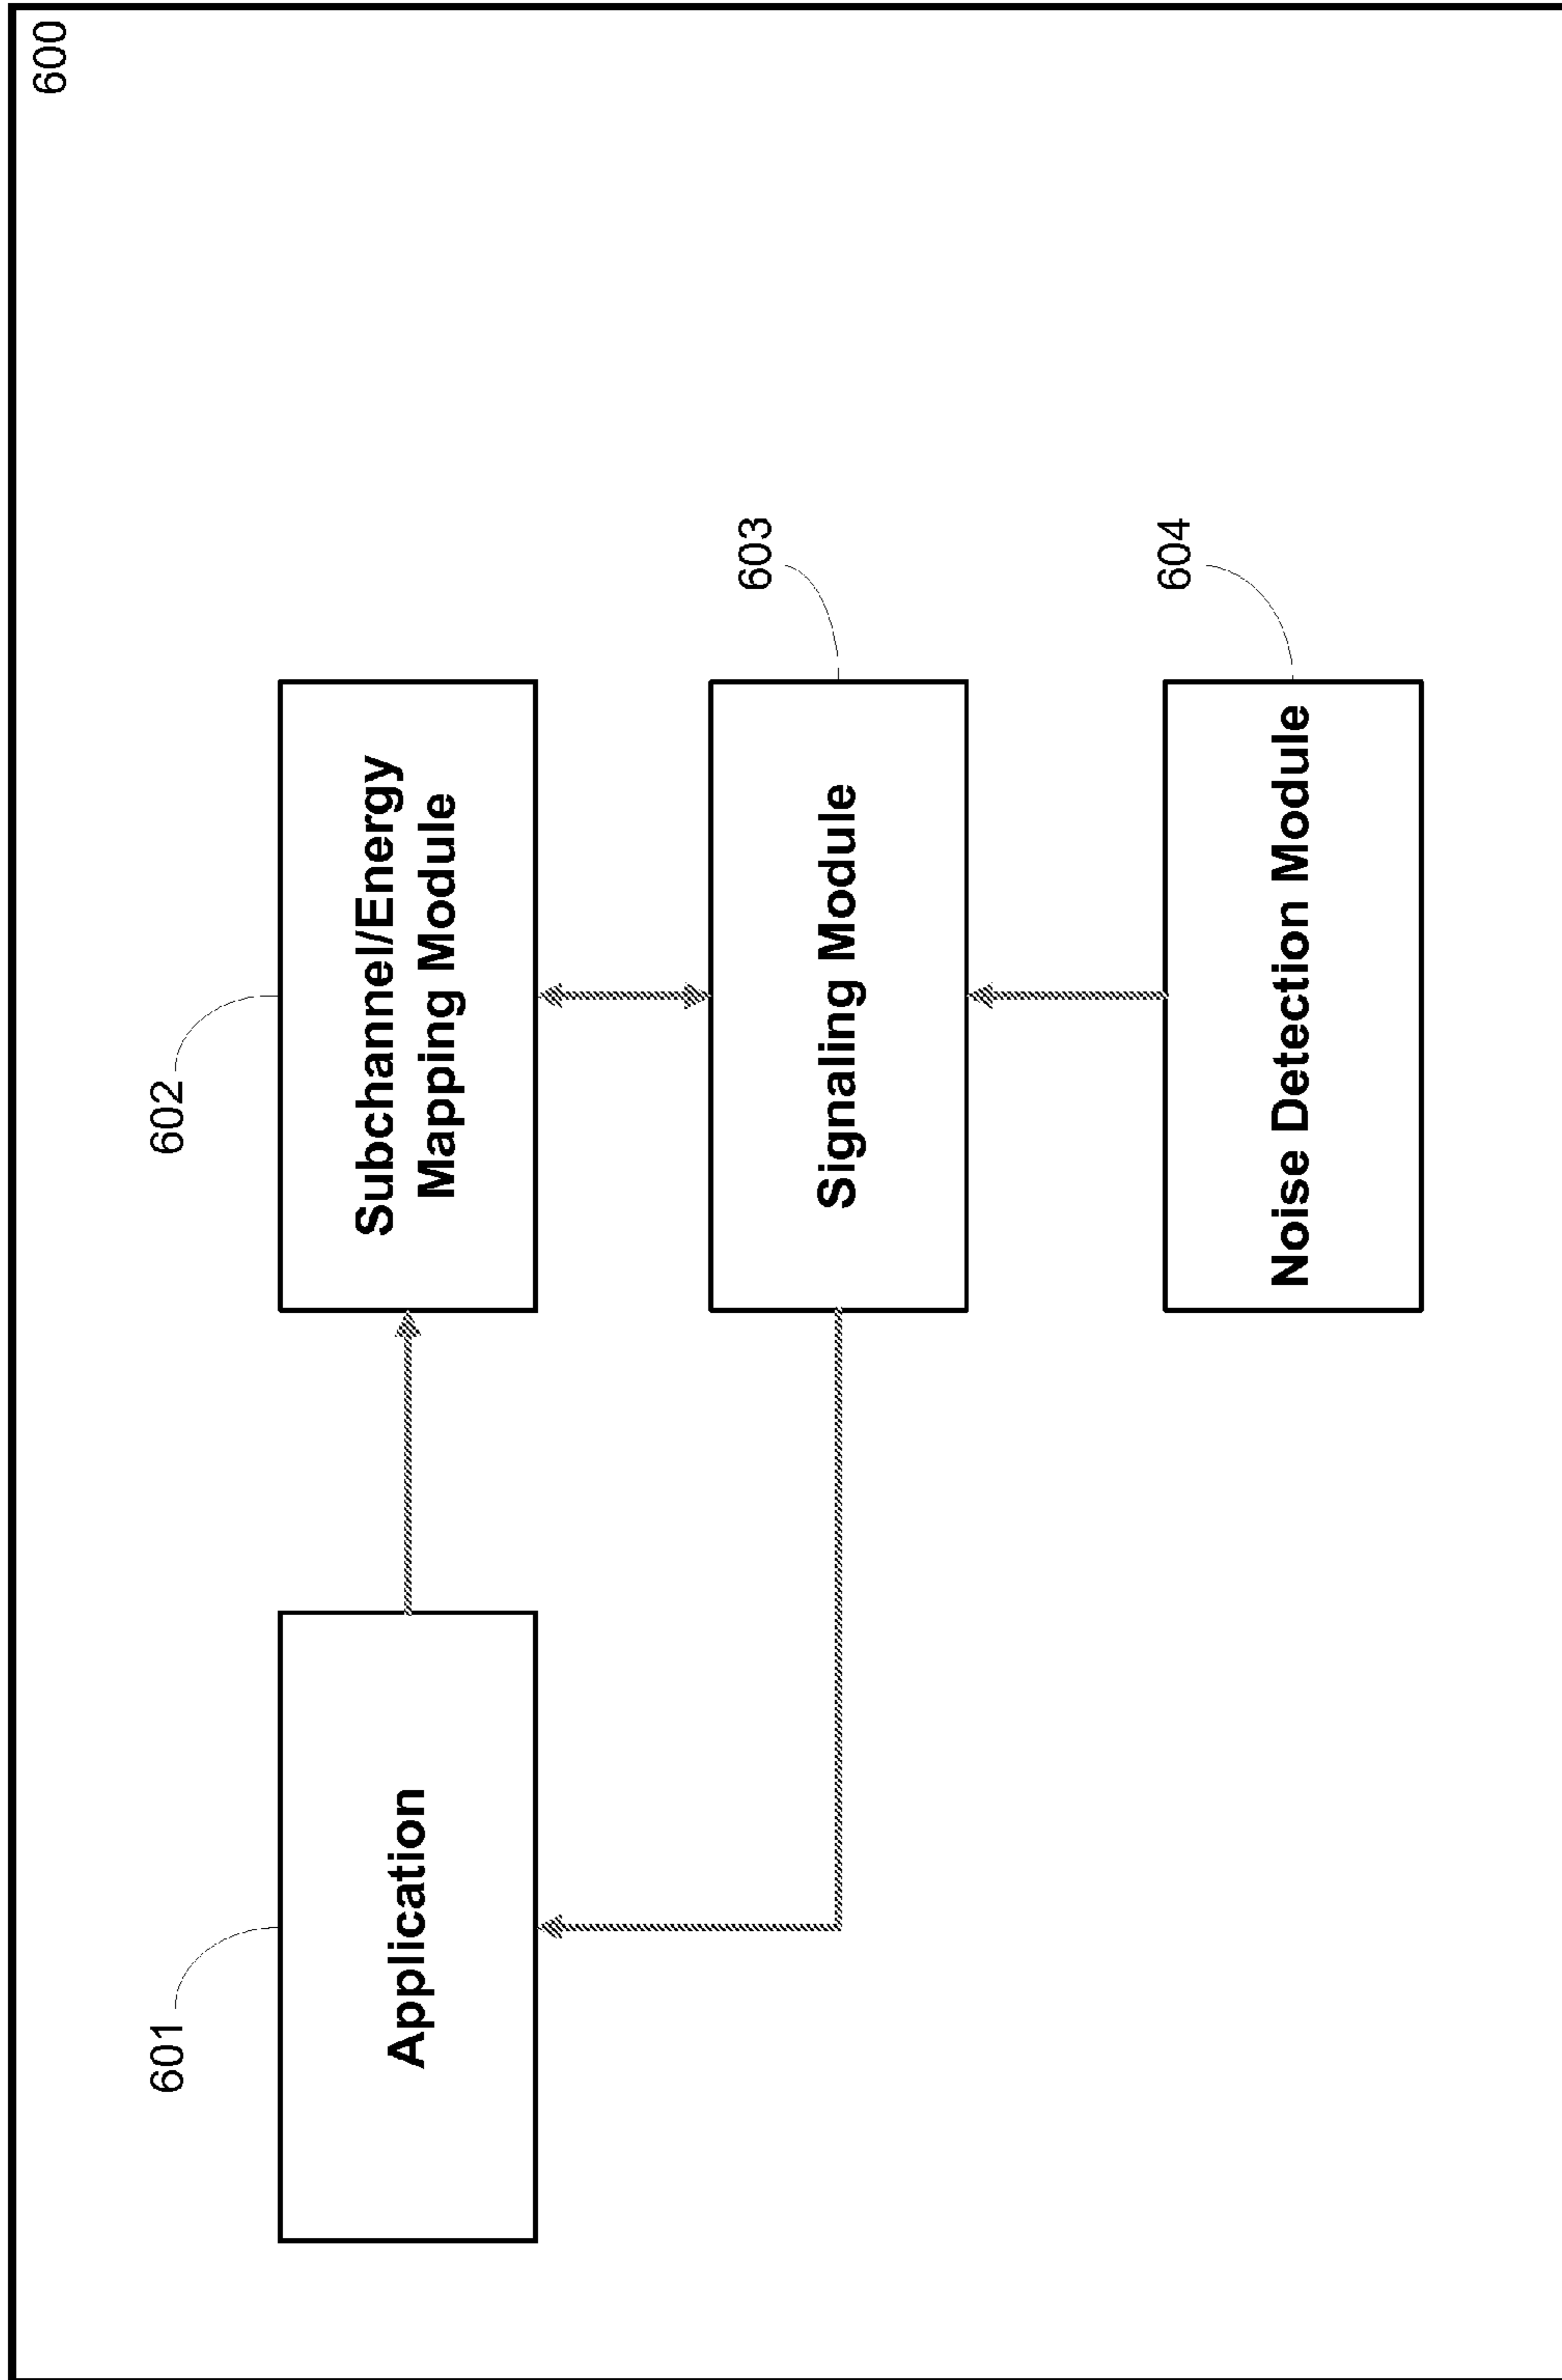 600
601
Application
602
Subchannel/Energy
Mapping Module
603
Signaling Module
604
Noise Detection Module